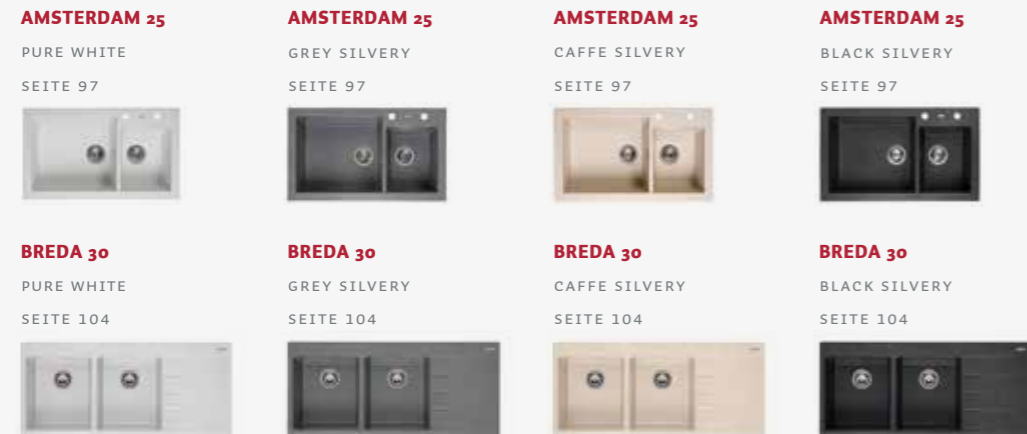 AMSTERDAM 25
PURE WHITE
SEITE 97
AMSTERDAM 25
GREY SILVERY
SEITE 97
AMSTERDAM 25
CAFFE SILVERY
SEITE 97
AMSTERDAM 25
BLACK SILVERY
SEITE 97
BREDA 30
PURE WHITE
SEITE 104
BREDA 30
GREY SILVERY
SEITE 104
BREDA 30
CAFFE SILVERY
SEITE 104
BREDA 30
BLACK SILVERY
SEITE 104